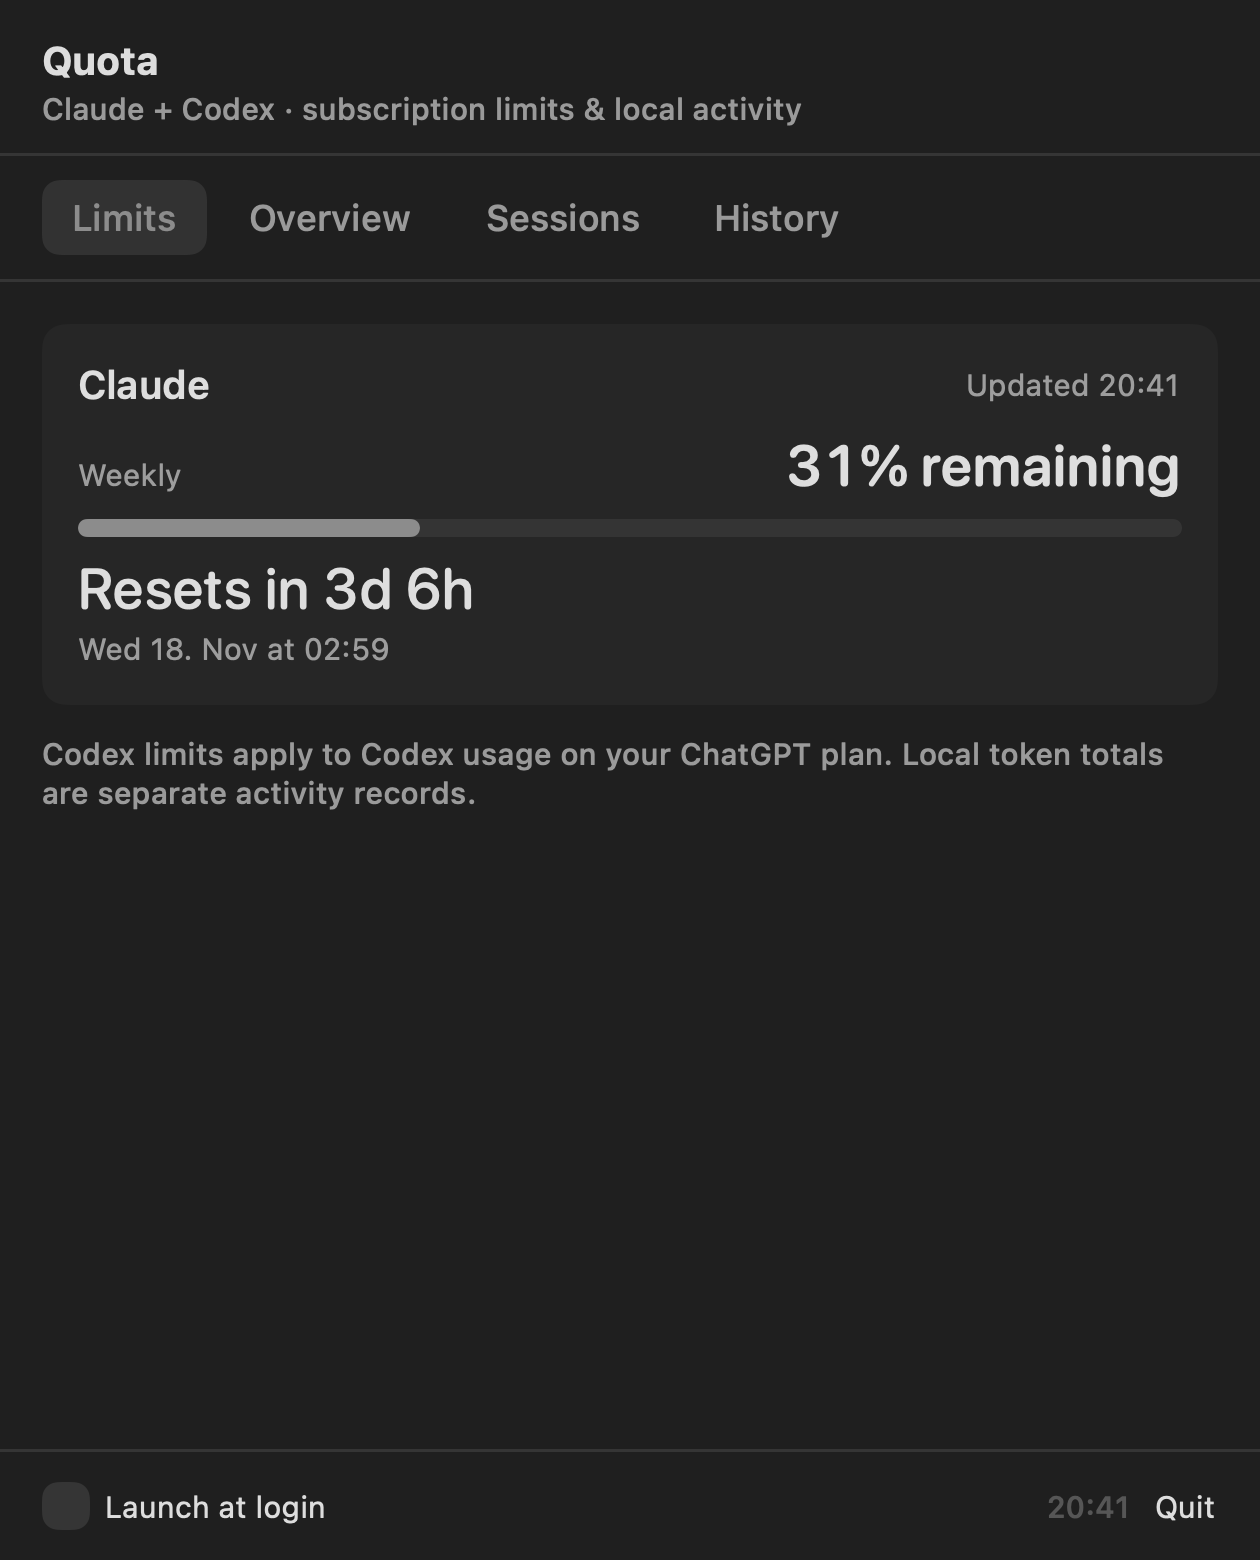 Quota
Claude + Codex · subscription limits & local activity
Limits Overview Sessions History
Claude Updated 20:41
Weekly 31% remaining
Resets in 3d 6h
Wed 18. Nov at 02:59
Codex limits apply to Codex usage on your ChatGPT plan. Local token totals
are separate activity records.
Launch at login 20:41 Quit